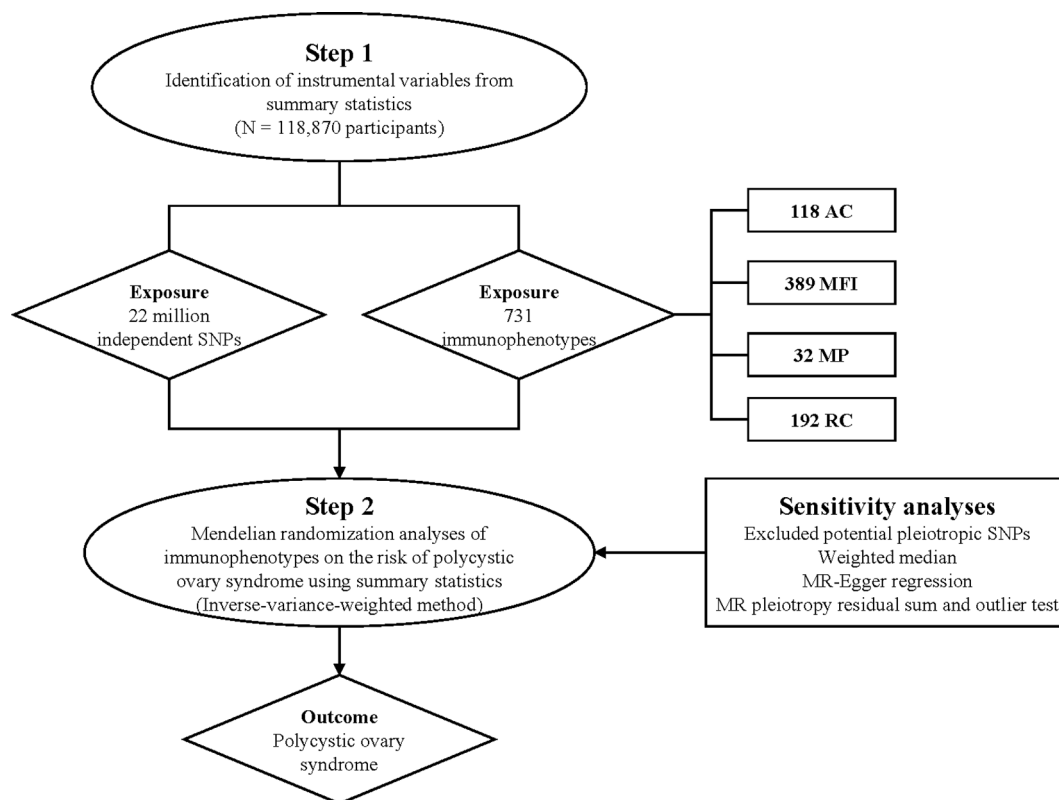 Step 1
Identification of instrumental variables from
summary statistics
(N = 118,870 participants)
Exposure
22 million
independent SNPs
Exposure
731
immunophenotypes
118 AC
389 MFI
32 MP
192 RC
Step 2
Mendelian randomization analyses of
immunophenotypes on the risk of polycystic
ovary syndrome using summary statistics
(Inverse-variance-weighted method)
Sensitivity analyses
Excluded potential pleiotropic SNPs
Weighted median
MR-Egger regression
MR pleiotropy residual sum and outlier test
Outcome
Polycystic ovary
syndrome